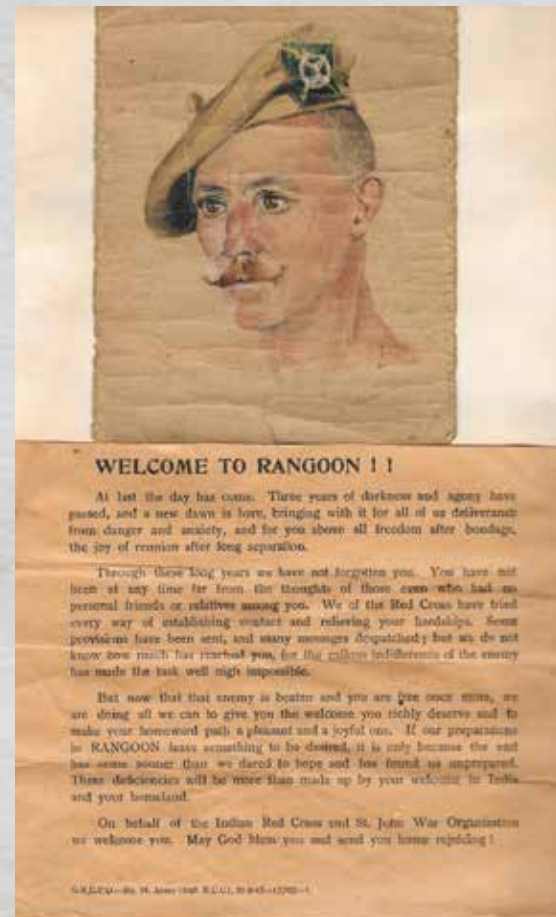 WELCOME TO RANGOON ! !
At last the day has come. Three years of darkness and agony have
passed, and a new dawn is here, bringing with it for all of us deliverance
from danger and anxiety, and for you above all freedom after bondage,
the joy of reunion after long separation.
Through these long years we have not forgotten you. You have not
been at any time far from the thoughts of those even who had no
personal friends or relatives among you. We of the Red Cross have tried
every way of establishing contact and relieving your hardships. Some
provisions have been sent, and many messages despatched; but we do not
know how much has reached you, for the callous indifference of the enemy
has made the task well nigh impossible.
But now that that enemy is beaten and you are free once more, we
are doing all we can to give you the welcome you richly deserve and to
make your homeward path a pleasant and a joyful one. If our preparations
in RANGOON leave something to be desired, it is only because the end
has come sooner than we dared to hope and has found us unprepared.
These deficiencies will be more than made up by your welcome in India
and your homeland.
On behalf of the Indian Red Cross and St. John War Organisation
we welcome you. May God bless you and send you home rejoicing !